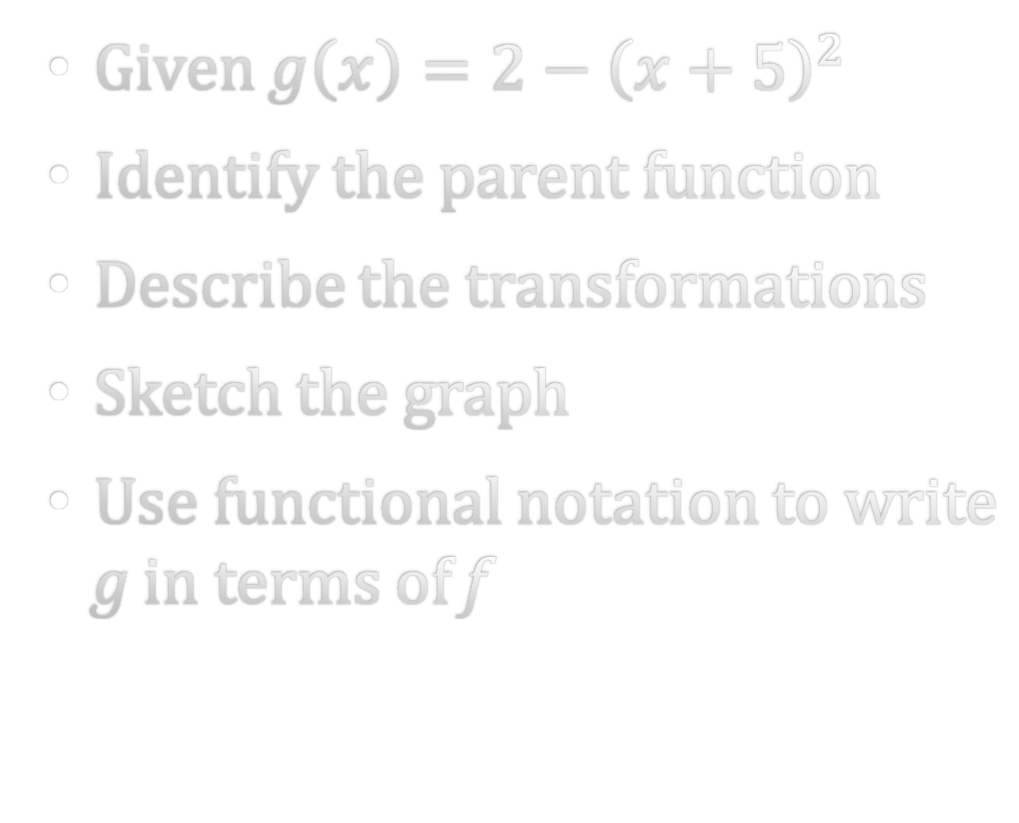 ◦ Given g(x) = 2 − (x + 5)²
◦ Identify the parent function
◦ Describe the transformations
◦ Sketch the graph
◦ Use functional notation to write
g in terms of f